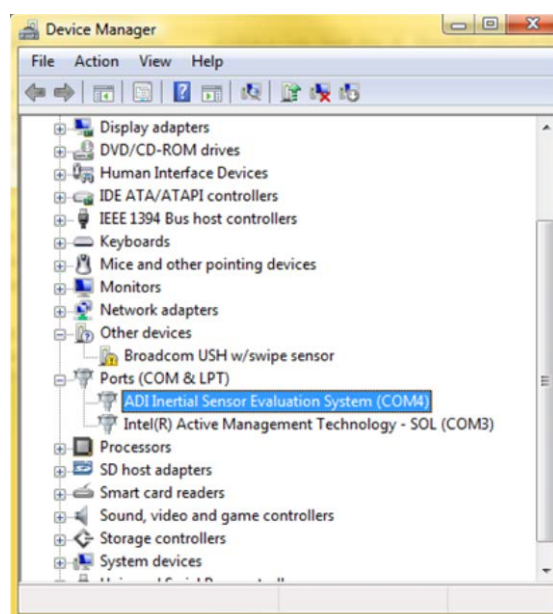 Device Manager
File Action View Help
Display adapters
DVD/CD-ROM drives
Human Interface Devices
IDE ATA/ATAPI controllers
IEEE 1394 Bus host controllers
Keyboards
Mice and other pointing devices
Monitors
Network adapters
Other devices
Broadcom USH w/swipe sensor
Ports (COM & LPT)
ADI Inertial Sensor Evaluation System (COM4)
Intel(R) Active Management Technology - SOL (COM3)
Processors
SD host adapters
Smart card readers
Sound, video and game controllers
Storage controllers
System devices